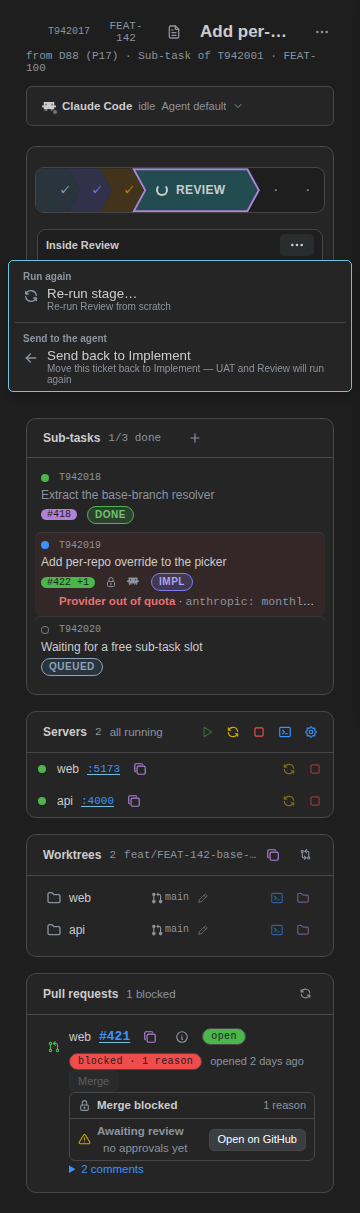 T942017 FEAT-142 Add per-…
from D88 (P17) · Sub-task of T942001 · FEAT-100
Claude Code idle Agent default
REVIEW
Inside Review
Run again
Re-run stage…
Re-run Review from scratch
Send to the agent
Send back to Implement
Move this ticket back to Implement — UAT and Review will run again
Sub-tasks 1/3 done
T942018
Extract the base-branch resolver
#418 DONE
T942019
Add per-repo override to the picker
#422 +1 IMPL
Provider out of quota · anthropic: monthl…
T942020
Waiting for a free sub-task slot
QUEUED
Servers 2 all running
web :5173
api :4000
Worktrees 2 feat/FEAT-142-base-…
web main
api main
Pull requests 1 blocked
web #421 open
blocked · 1 reason opened 2 days ago
Merge
Merge blocked 1 reason
Awaiting review
no approvals yet
Open on GitHub
2 comments